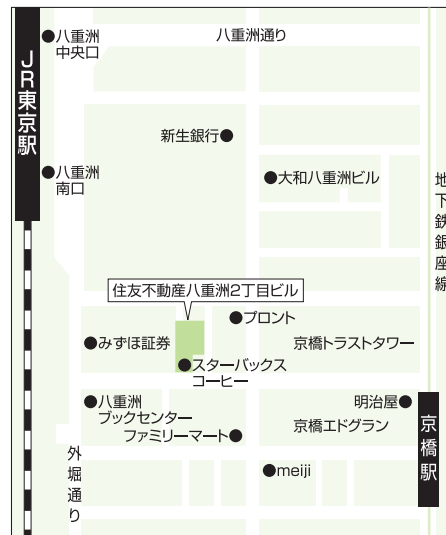 八重洲
中央口
八重洲通り
JR東京駅
新生銀行
八重洲
南口
大和八重洲ビル
地下鉄銀座線
住友不動産八重洲2丁目ビル
プロント
みずほ証券
京橋トラストタワー
スターバックス
コーヒー
八重洲
ブックセンター
明治屋
京橋エドグラン
ファミリーマート
京橋駅
外堀通り
meiji